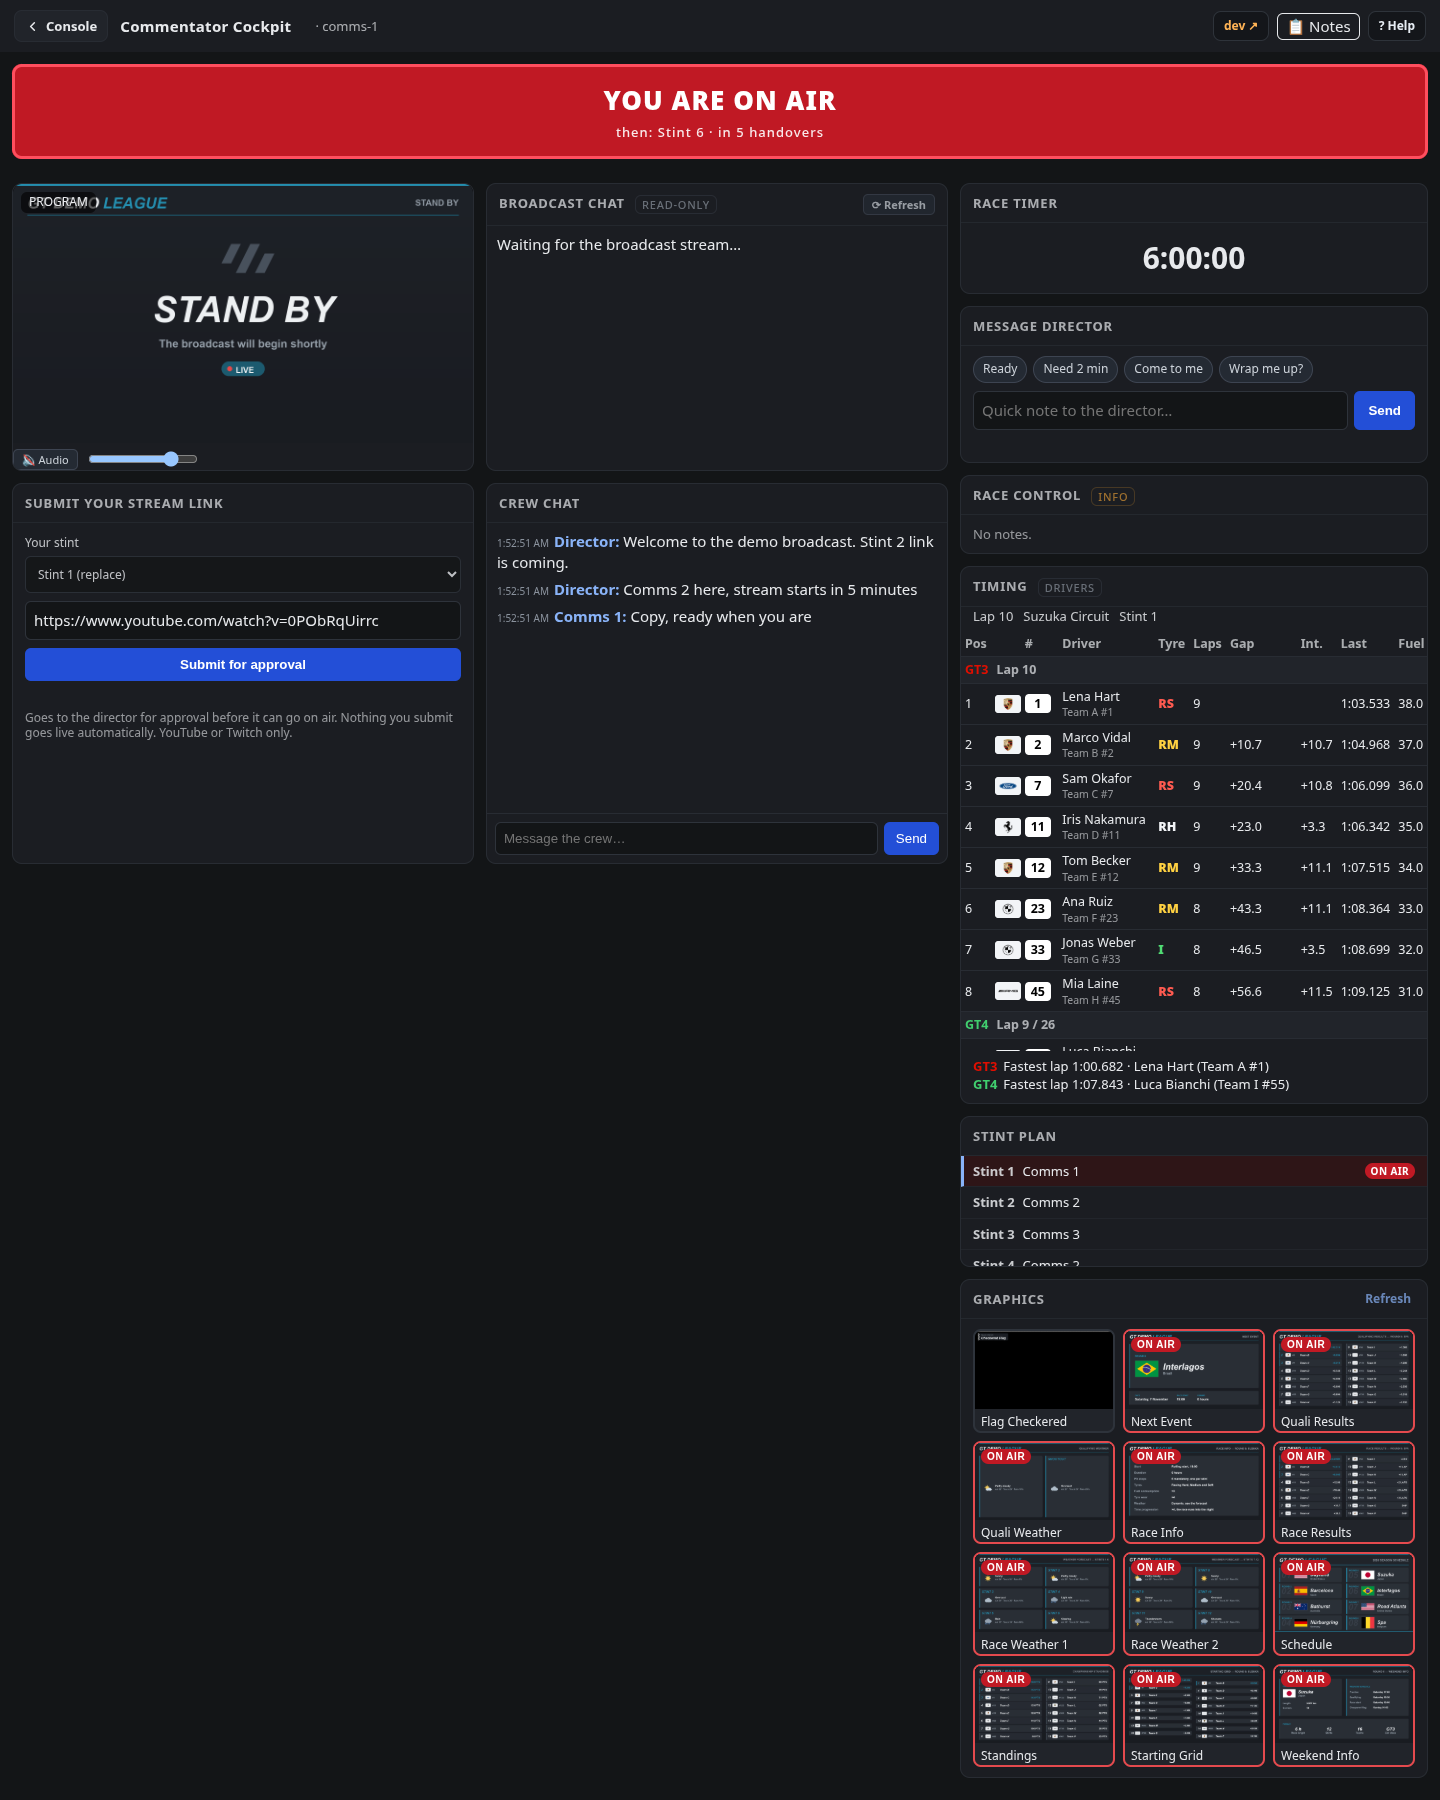 Console
Commentator Cockpit
· comms-1
dev ↗
📋 Notes
? Help
YOU ARE ON AIR
then: Stint 6 · in 5 handovers
PROGRAM
LEAGUE
STAND BY
STAND BY
The broadcast will begin shortly
LIVE
🔊 Audio
BROADCAST CHAT READ-ONLY
⟳ Refresh
Waiting for the broadcast stream...
SUBMIT YOUR STREAM LINK
Your stint
Stint 1 (replace)
https://www.youtube.com/watch?v=0PObRqUirrc
Submit for approval
Goes to the director for approval before it can go on air. Nothing you submit
goes live automatically. YouTube or Twitch only.
CREW CHAT
1:52:51 AM Director: Welcome to the demo broadcast. Stint 2 link
is coming.
1:52:51 AM Director: Comms 2 here, stream starts in 5 minutes
1:52:51 AM Comms 1: Copy, ready when you are
Message the crew…
Send
RACE TIMER
6:00:00
MESSAGE DIRECTOR
Ready
Need 2 min
Come to me
Wrap me up?
Quick note to the director...
Send
RACE CONTROL INFO
No notes.
TIMING DRIVERS
Lap 10 Suzuka Circuit Stint 1
Pos # Driver Tyre Laps Gap Int. Last Fuel
GT3 Lap 10
1 1 Lena Hart RS 9 1:03.533 38.0
Team A #1
2 2 Marco Vidal RM 9 +10.7 +10.7 1:04.968 37.0
Team B #2
3 7 Sam Okafor RS 9 +20.4 +10.8 1:06.099 36.0
Team C #7
4 11 Iris Nakamura RH 9 +23.0 +3.3 1:06.342 35.0
Team D #11
5 12 Tom Becker RM 9 +33.3 +11.1 1:07.515 34.0
Team E #12
6 23 Ana Ruiz RM 8 +43.3 +11.1 1:08.364 33.0
Team F #23
7 33 Jonas Weber I 8 +46.5 +3.5 1:08.699 32.0
Team G #33
8 45 Mia Laine RS 8 +56.6 +11.5 1:09.125 31.0
Team H #45
GT4 Lap 9 / 26
Luca Bianchi
GT3 Fastest lap 1:00.682 · Lena Hart (Team A #1)
GT4 Fastest lap 1:07.843 · Luca Bianchi (Team I #55)
STINT PLAN
Stint 1 Comms 1 ON AIR
Stint 2 Comms 2
Stint 3 Comms 3
Stint 4 Comms 2
GRAPHICS
Refresh
Flag Checkered
ON AIR
Interlagos
Next Event
ON AIR
Quali Results
ON AIR
Quali Weather
ON AIR
Race Info
ON AIR
Race Results
ON AIR
Race Weather 1
ON AIR
Race Weather 2
ON AIR
Suzuka
Barcelona
Interlagos
Bathurst
Road Atlanta
Nürburgring
Spa
Schedule
ON AIR
Standings
ON AIR
Starting Grid
ON AIR
Suzuka
Weekend Info